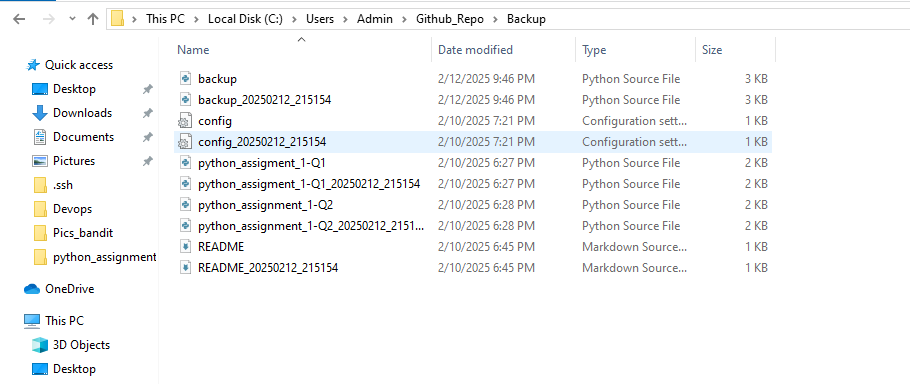 This PC > Local Disk (C:) > Users > Admin > Github_Repo > Backup
Name Date modified Type Size
Quick access
Desktop
Downloads
Documents
Pictures
.ssh
Devops
Pics_bandit
python_assignment
OneDrive
This PC
3D Objects
Desktop
backup 2/12/2025 9:46 PM Python Source File 3 KB
backup_20250212_215154 2/12/2025 9:46 PM Python Source File 3 KB
config 2/10/2025 7:21 PM Configuration sett... 1 KB
config_20250212_215154 2/10/2025 7:21 PM Configuration sett... 1 KB
python_assigment_1-Q1 2/10/2025 6:27 PM Python Source File 2 KB
python_assigment_1-Q1_20250212_215154 2/10/2025 6:27 PM Python Source File 2 KB
python_assignment_1-Q2 2/10/2025 6:28 PM Python Source File 2 KB
python_assignment_1-Q2_20250212_2151... 2/10/2025 6:28 PM Python Source File 2 KB
README 2/10/2025 6:45 PM Markdown Source... 1 KB
README_20250212_215154 2/10/2025 6:45 PM Markdown Source... 1 KB